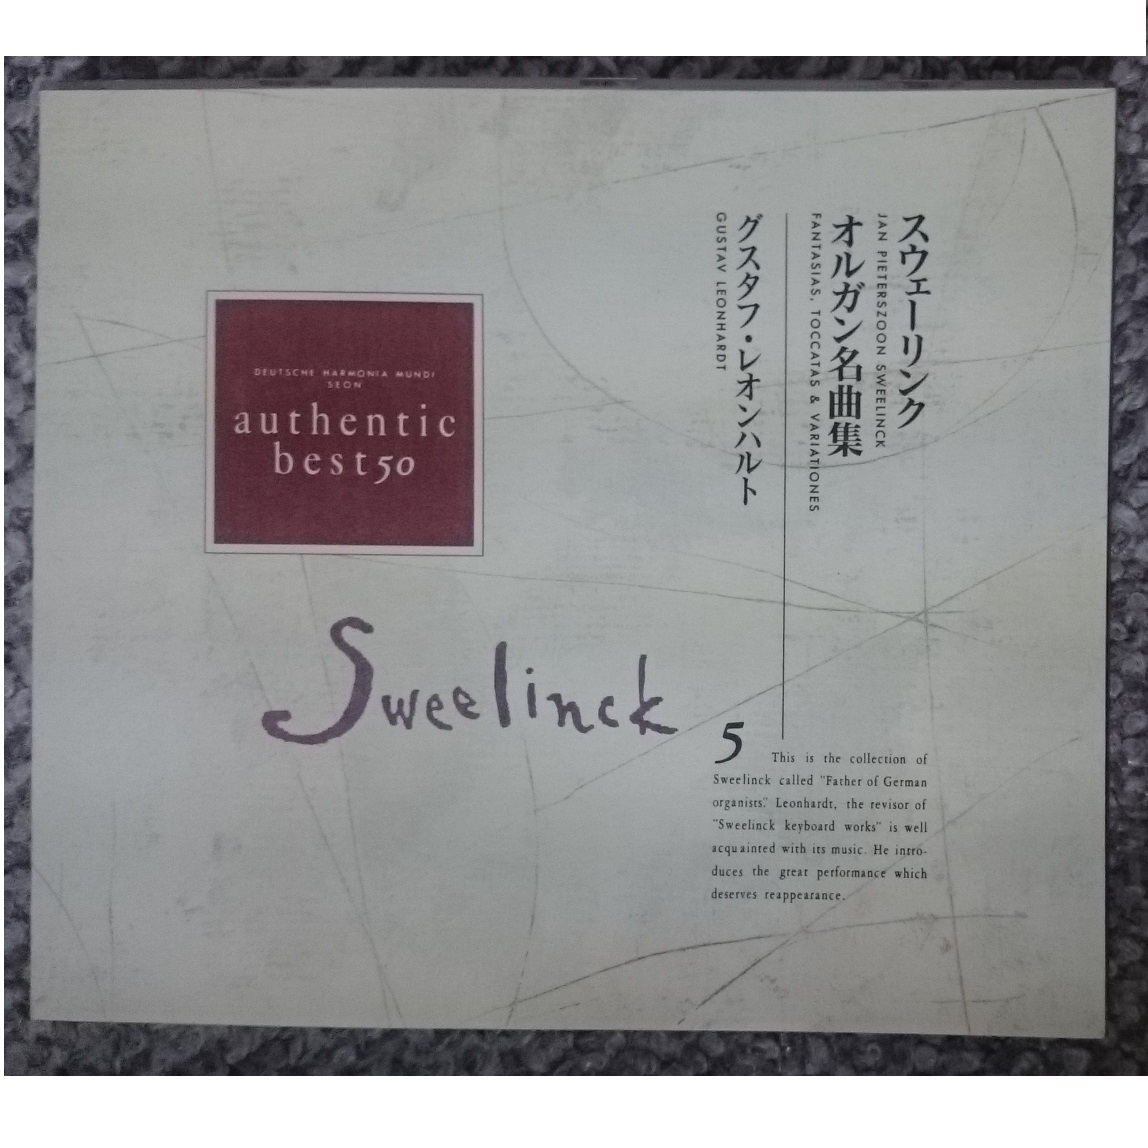 スウェーリンク
JAN PIETERSZOON SWEELINCK
オルガン名曲集
FANTASIAS, TOCCATAS & VARIATIONES
グスタフ・レオンハルト
GUSTAV LEONHARDT
DEUTSCHE HARMONIA MUNDI
SEON
authentic
best50
Sweelinck
5
This is the collection of
Sweelinck called "Father of German
organists." Leonhardt, the revisor of
"Sweelinck keyboard works" is well
acquainted with its music. He intro-
duces the great performance which
deserves reappearance.